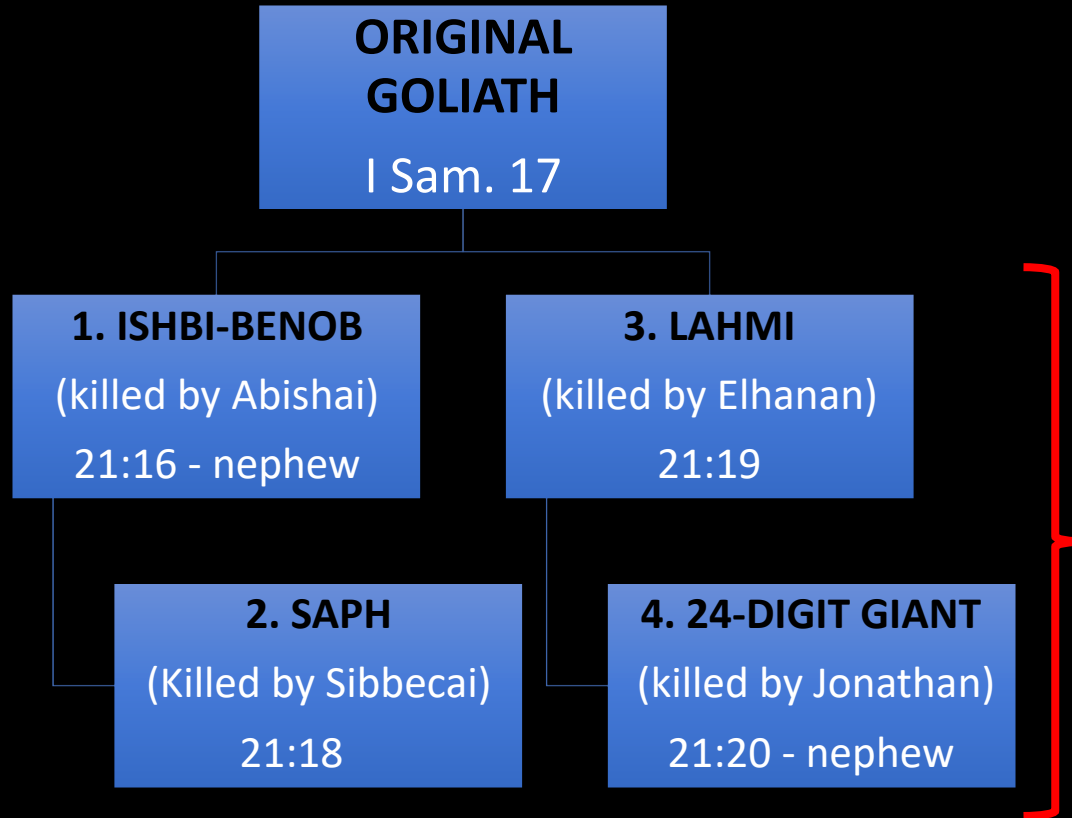 ORIGINAL
GOLIATH
I Sam. 17
1. ISHBI-BENOB
(killed by Abishai)
21:16 - nephew
3. LAHMI
(killed by Elhanan)
21:19
2. SAPH
(Killed by Sibbecai)
21:18
4. 24-DIGIT GIANT
(killed by Jonathan)
21:20 - nephew